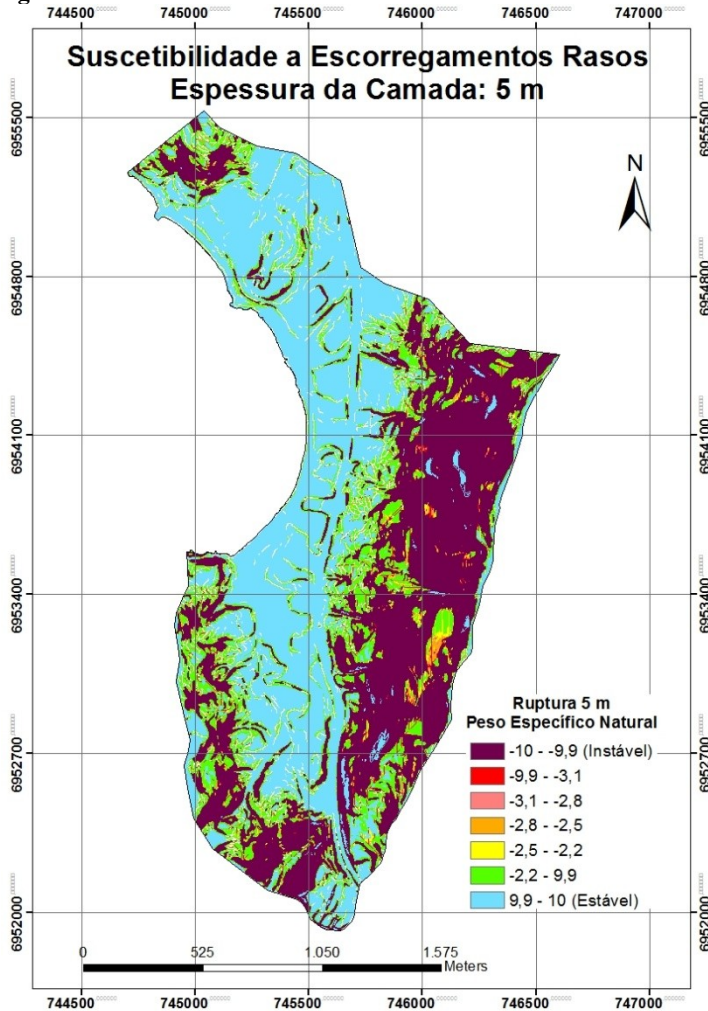 744500 745000 745500 746000 746500 747000
Suscetibilidade a Escorregamentos Rasos
Espessura da Camada: 5 m
6955500 6955500
N
6954800 6954800
6954100 6954100
6953400 6953400
Ruptura 5 m
Peso Específico Natural
6952700 6952700
-10 - -9,9 (Instável)
-9,9 - -3,1
-3,1 - -2,8
-2,8 - -2,5
-2,5 - -2,2
-2,2 - 9,9
9,9 - 10 (Estável)
6952000 6952000
0 525 1.050 1.575
Meters
744500 745000 745500 746000 746500 747000